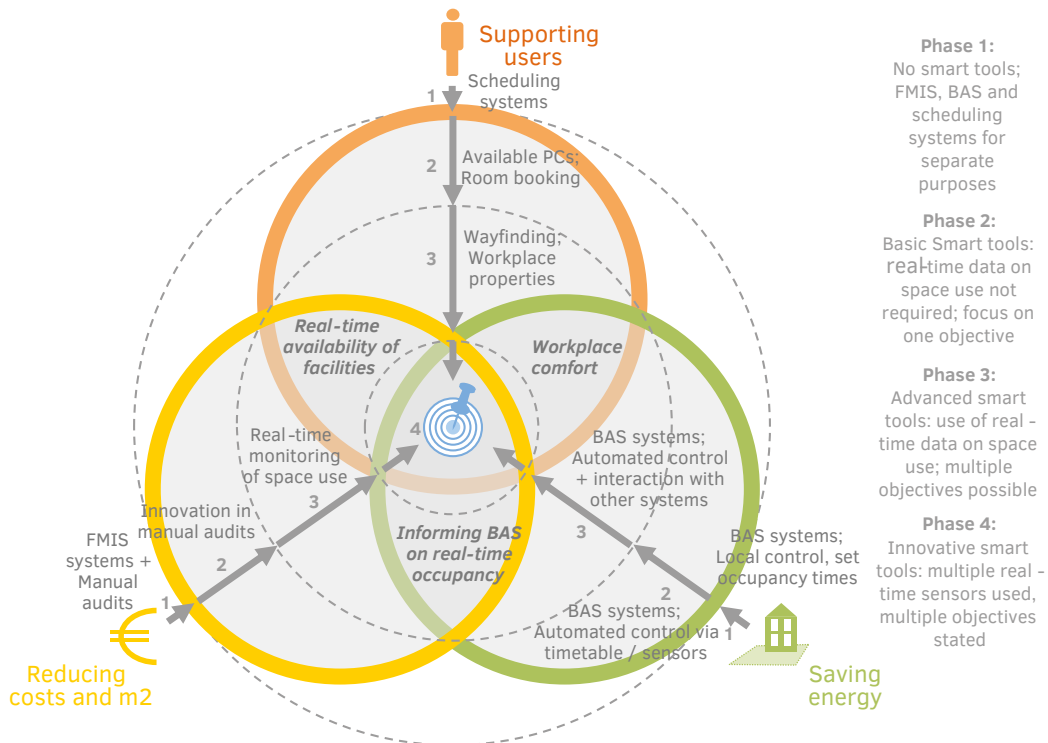 Supporting
users
Scheduling
systems
1
2
Available PCs;
Room booking
3
Wayfinding;
Workplace
properties
Real-time
availability of
facilities
Workplace
comfort
4
Real-time
monitoring
of space use
3
BAS systems;
Automated control
+ interaction with
other systems
3
Innovation in
manual audits
2
Informing BAS
on real-time
occupancy
FMIS
systems +
Manual
audits
1
BAS systems;
Local control, set
occupancy times
2
BAS systems;
Automated control via
timetable / sensors
1
Reducing
costs and m2
Saving
energy
Phase 1:
No smart tools;
FMIS, BAS and
scheduling
systems for
separate
purposes
Phase 2:
Basic Smart tools:
real-time data on
space use not
required; focus on
one objective
Phase 3:
Advanced smart
tools: use of real -
time data on space
use; multiple
objectives possible
Phase 4:
Innovative smart
tools: multiple real -
time sensors used,
multiple objectives
stated